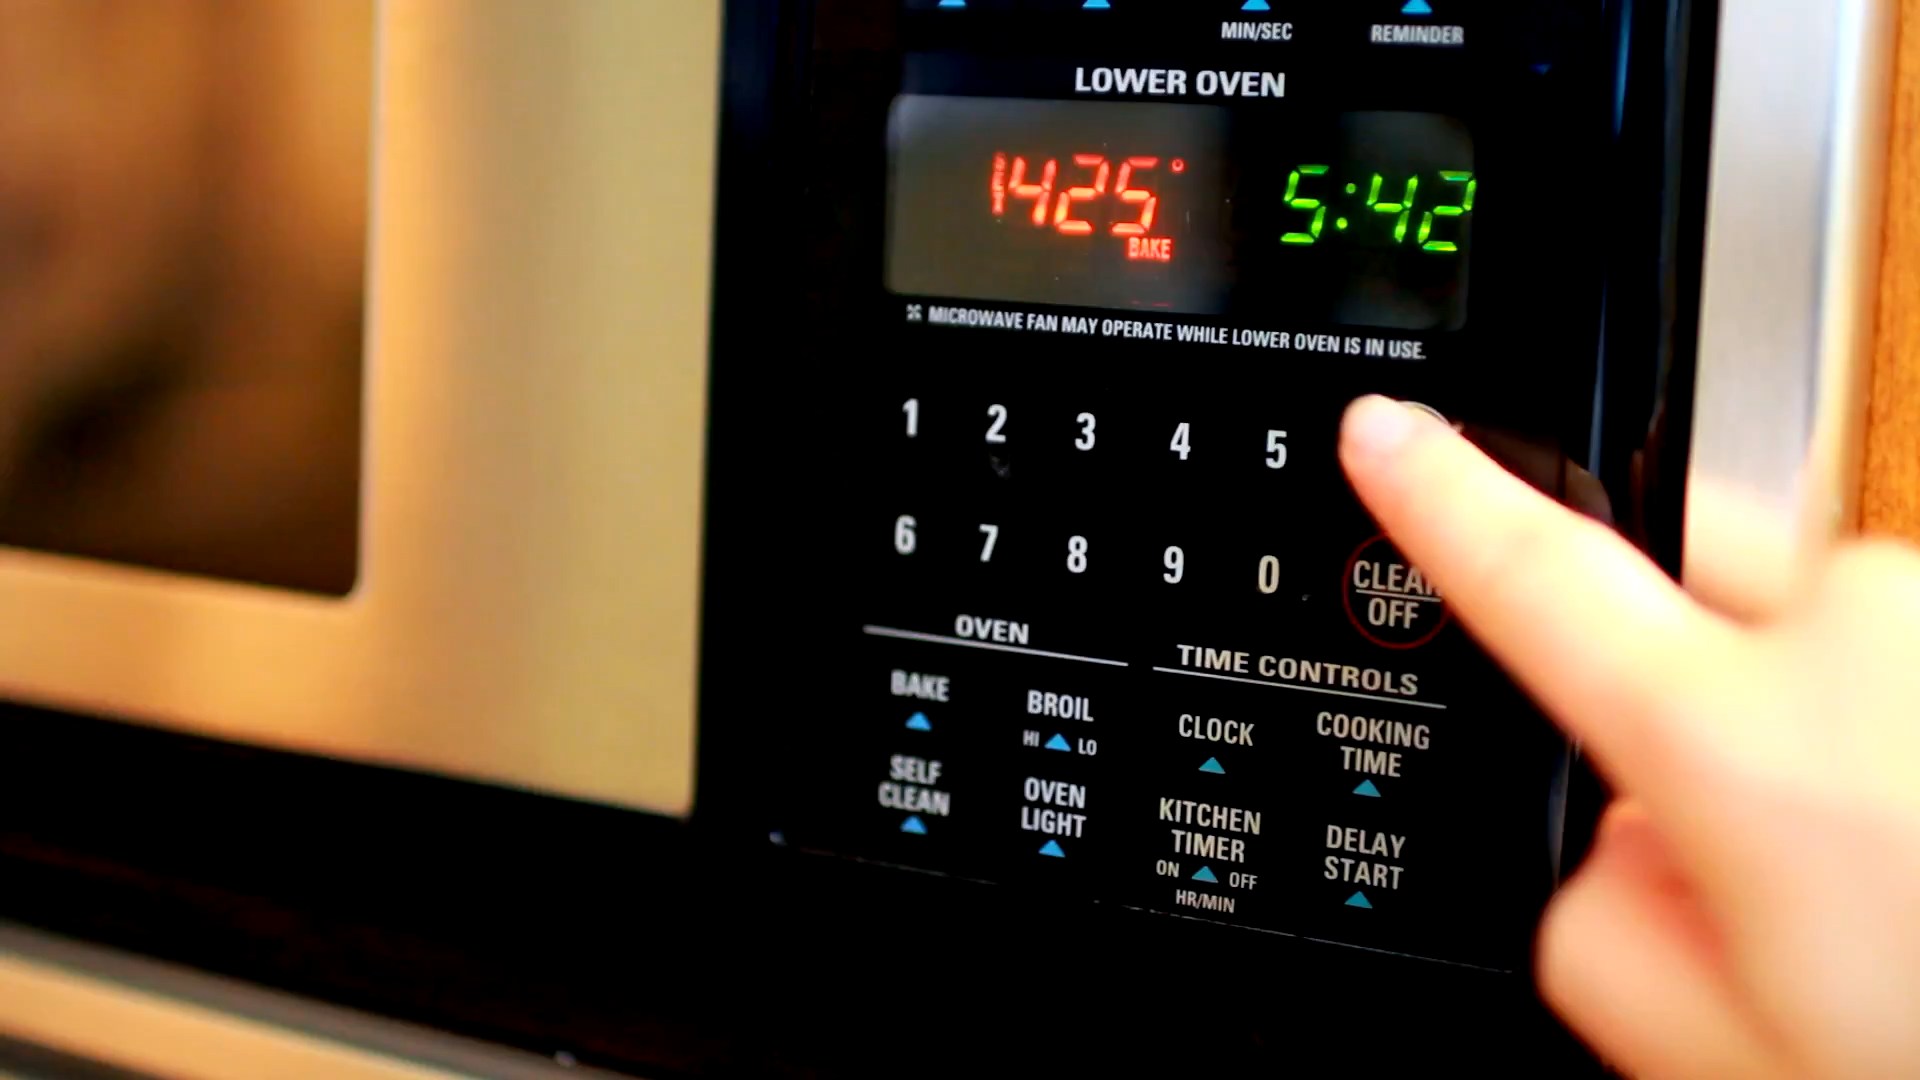 MIN/SEC REMINDER
LOWER OVEN
425° 5:42
BAKE
MICROWAVE FAN MAY OPERATE WHILE LOWER OVEN IS IN USE.
1 2 3 4 5
6 7 8 9 0
CLEAR
OFF
OVEN
TIME CONTROLS
BAKE
BROIL
HI LO
CLOCK
COOKING
TIME
SELF
CLEAN
OVEN
LIGHT
KITCHEN
TIMER
ON OFF
HR/MIN
DELAY
START